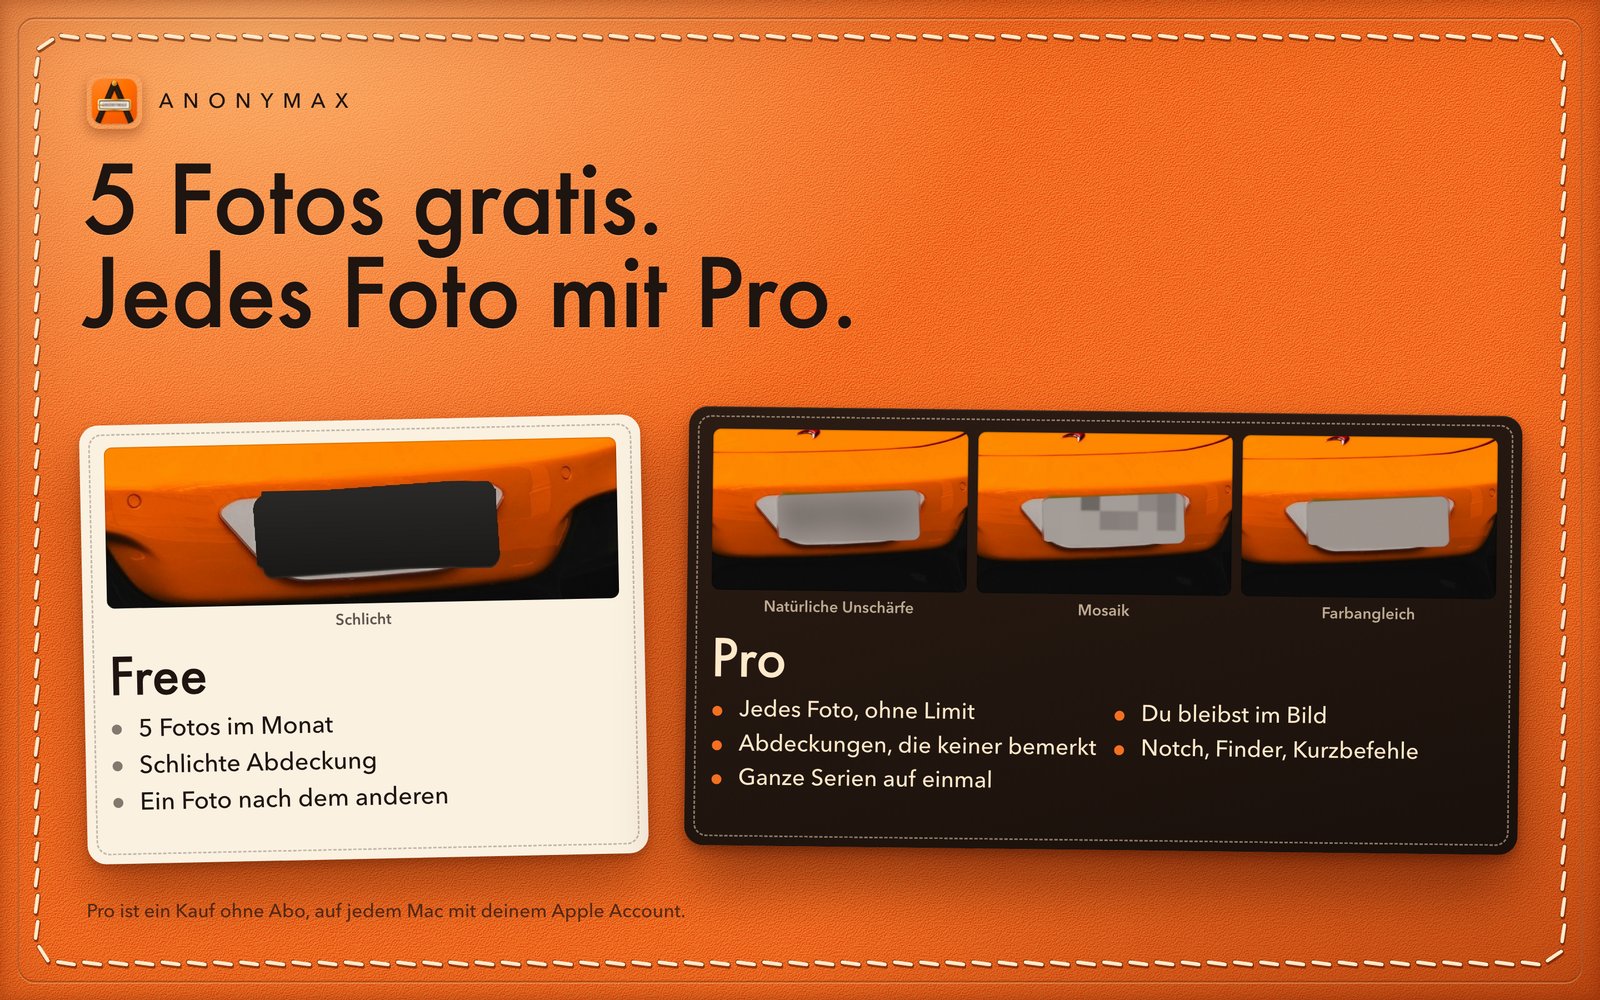 ANONYMAX
5 Fotos gratis.
Jedes Foto mit Pro.
Schlicht
Free
5 Fotos im Monat
Schlichte Abdeckung
Ein Foto nach dem anderen
Natürliche Unschärfe
Mosaik
Farbangleich
Pro
Jedes Foto, ohne Limit
Abdeckungen, die keiner bemerkt
Ganze Serien auf einmal
Du bleibst im Bild
Notch, Finder, Kurzbefehle
Pro ist ein Kauf ohne Abo, auf jedem Mac mit deinem Apple Account.